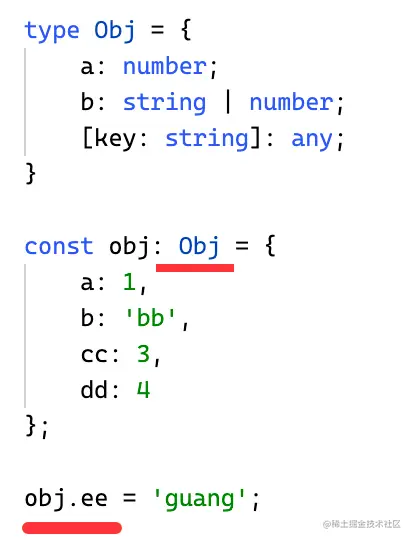 type Obj = {
    a: number;
    b: string | number;
    [key: string]: any;
}

const obj: Obj = {
    a: 1,
    b: 'bb',
    cc: 3,
    dd: 4
};

obj.ee = 'guang';
@稀土掘金技术社区